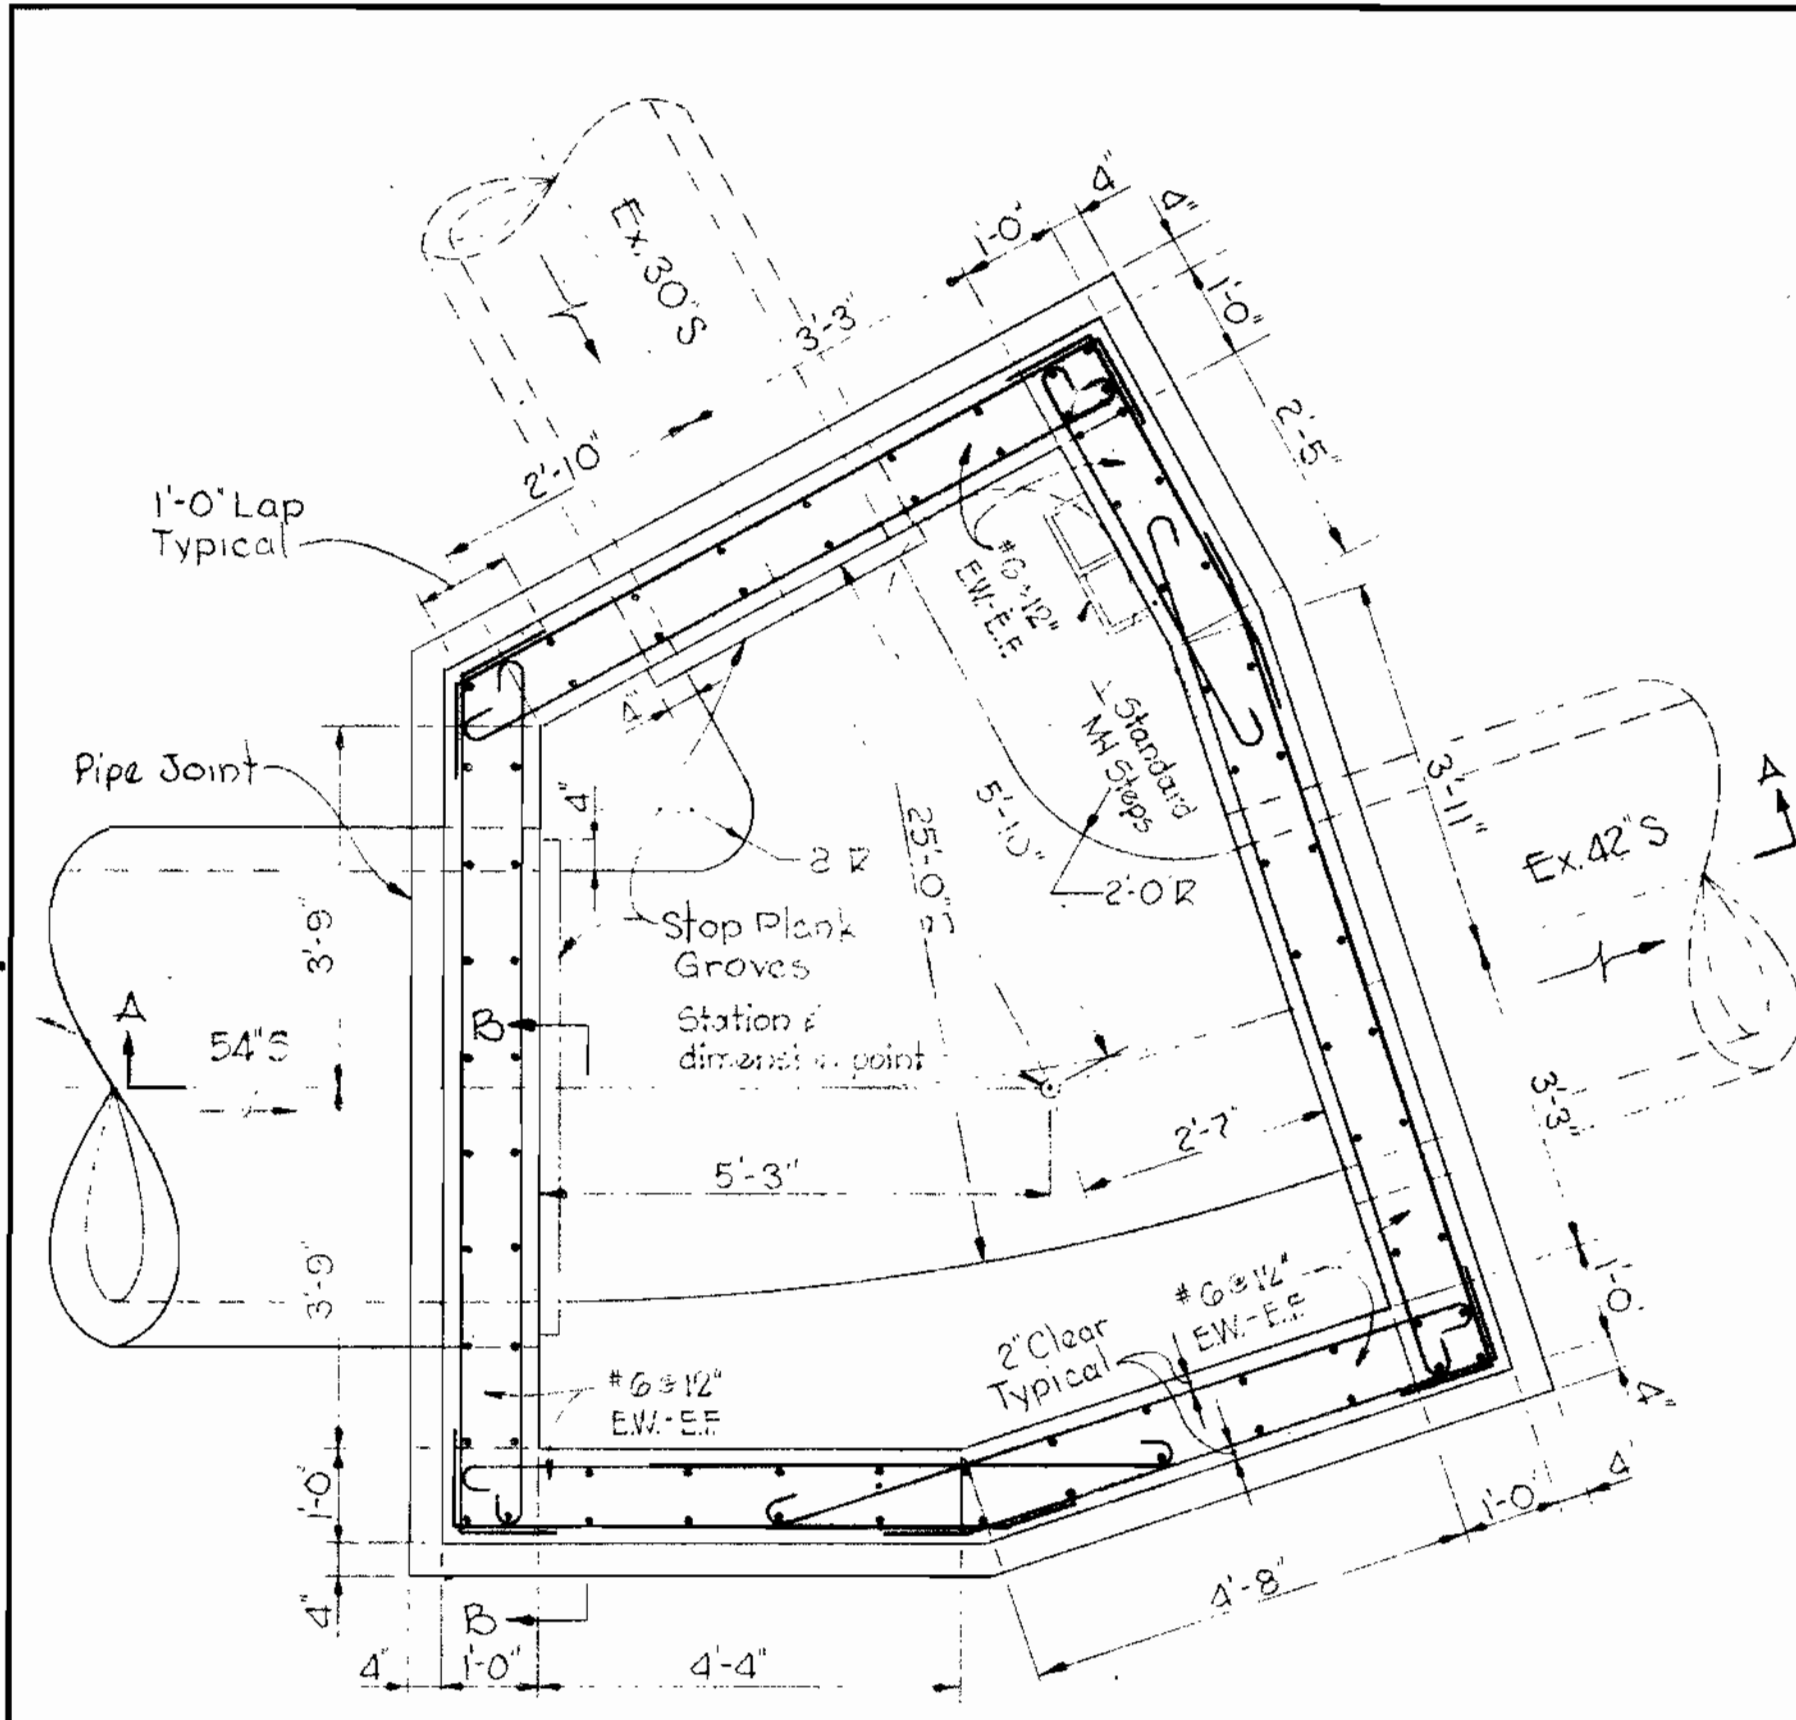 4"
4"
1'-0"
1'-0"
Ex. 30"S
3'-3"
2'-5"
2'-10"
1'-0" Lap
Typical
#6@12"
E.W.-E.F.
4"
Standard
MH Steps
Pipe Joint
4"
3'-11"
A
5'-10"
25'-0"R
Ex. 42"S
8 R
2'-0 R
Stop Plank
Groves
3'-9"
A
54"S
B
Station &
point
3'-3"
2'-7"
5'-3"
3'-9"
#6@12"
E.W.-E.F.
1'-0
2" Clear
Typical
#6@12"
E.W.-E.F.
4"
1'-0"
1'-0"
4'
4'-8"
4"
B
4"
1'-0"
4'-4"